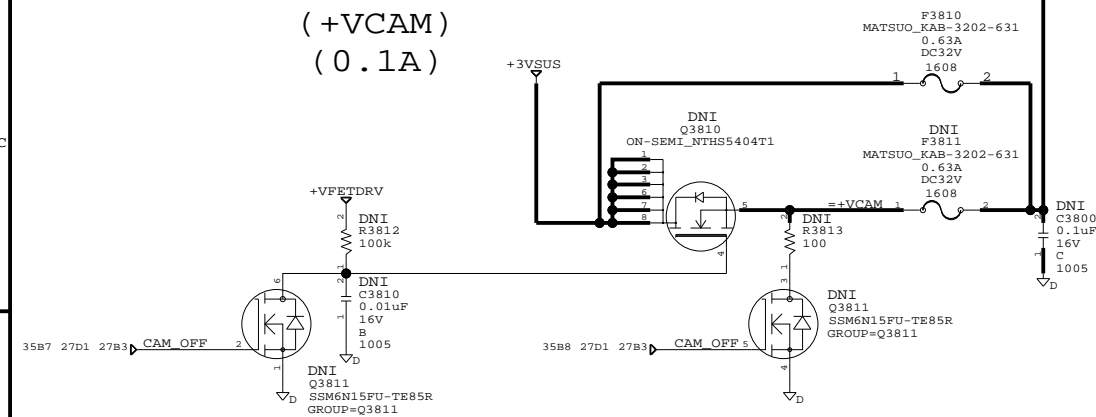 (+VCAM)
(0.1A)
F3810
MATSUO_KAB-3202-631
0.63A
DC32V
1608
1
2
+3VSUS
DNI
Q3810
ON-SEMI_NTHS5404T1
1
2
3
6
7
8
5
4
DNI
F3811
MATSUO_KAB-3202-631
0.63A
DC32V
1608
=+VCAM
1
2
+VFETDRV
2
DNI
R3812
100k
1
2
DNI
R3813
100
1
2
DNI
C3800
0.1uF
16V
C
1005
1
D
6
2
DNI
C3810
0.01uF
16V
B
1005
1
D
3
DNI
Q3811
SSM6N15FU-TE85R
GROUP=Q3811
35B7 27D1 27B3
CAM_OFF
2
1
D
DNI
Q3811
SSM6N15FU-TE85R
GROUP=Q3811
35B8 27D1 27B3
CAM_OFF
5
4
D